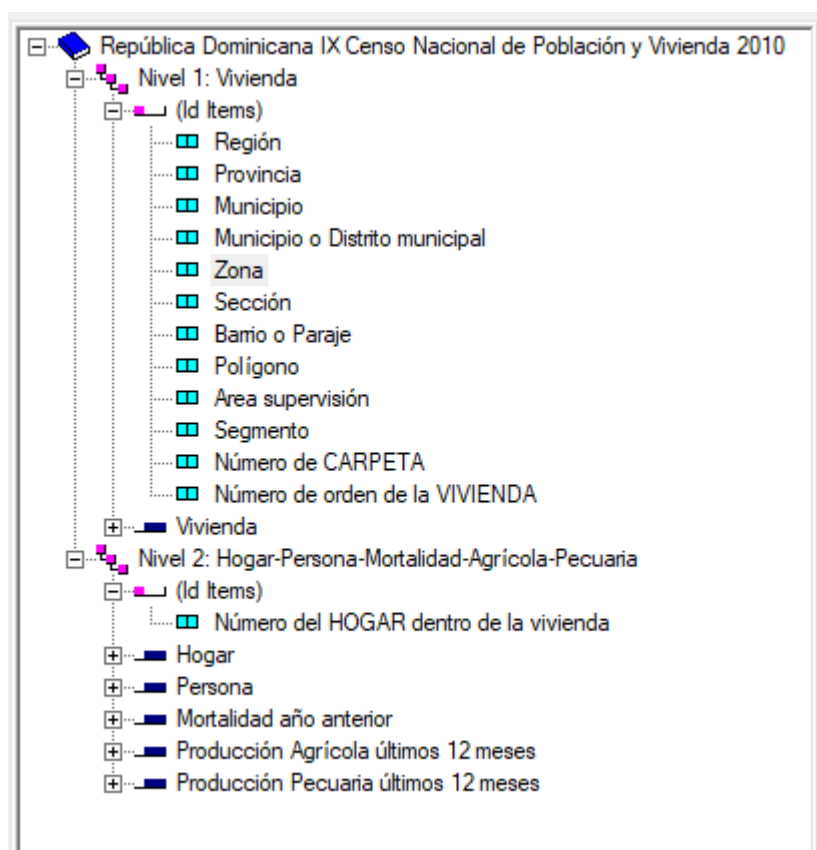 República Dominicana IX Censo Nacional de Población y Vivienda 2010
Nivel 1: Vivienda
(Id Items)
Región
Provincia
Municipio
Municipio o Distrito municipal
Zona
Sección
Barrio o Paraje
Polígono
Area supervisión
Segmento
Número de CARPETA
Número de orden de la VIVIENDA
Vivienda
Nivel 2: Hogar-Persona-Mortalidad-Agrícola-Pecuaria
(Id Items)
Número del HOGAR dentro de la vivienda
Hogar
Persona
Mortalidad año anterior
Producción Agrícola últimos 12 meses
Producción Pecuaria últimos 12 meses